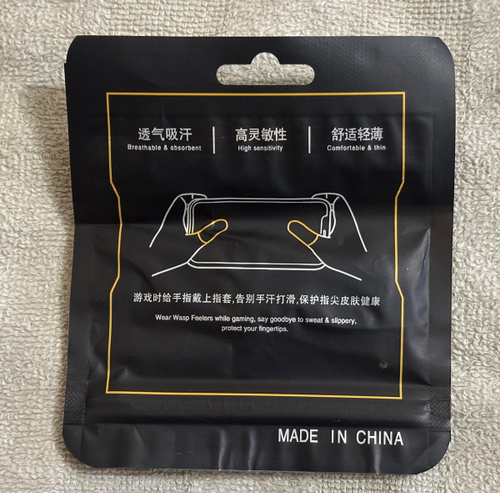 透气吸汗
Breathable & absorbent
高灵敏性
High sensitivity
舒适轻薄
Comfortable & thin
游戏时给手指戴上指套,告别手汗打滑,保护指尖皮肤健康
Wear Wasp Feelers while gaming, say goodbye to sweat & slippery,
protect your fingertips.
MADE IN CHINA